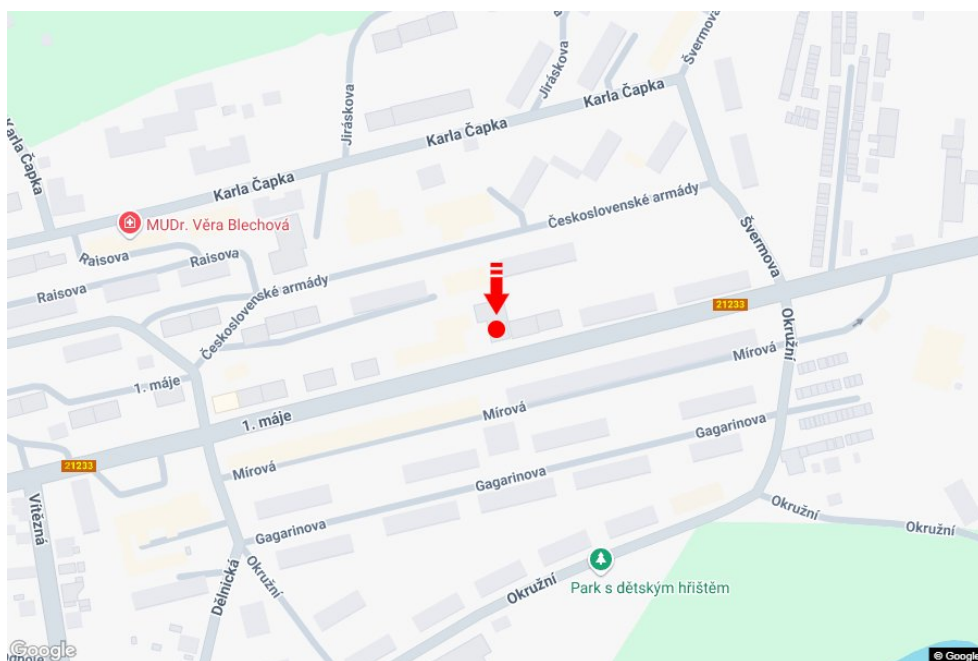 Jiráskova
Jiráskova
Švermova
Karla Čapka
Karla Čapka
Karla Čapka
Karla Čapka
MUDr. Věra Blechová
Raisova
Raisova
Raisova
Československé armády
Československé armády
Švermova
21233
Okružní
1. máje
1. máje
Mírová
Mírová
Mírová
Gagarinova
Gagarinova
Gagarinova
21233
Vítězná
Dělnická
Okružní
Okružní
Okružní
Okružní
Park s dětským hřištěm
Google
© Google